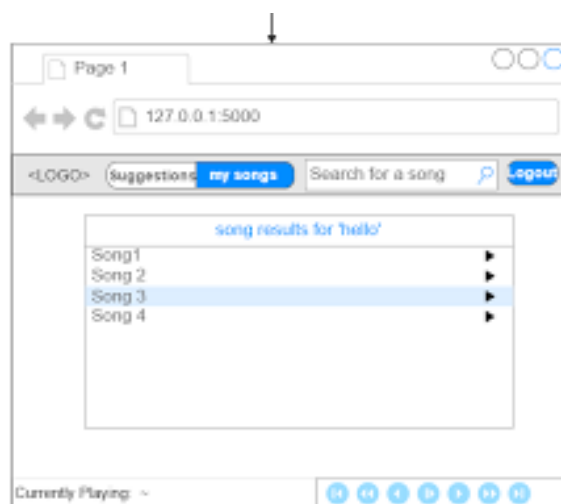 Page 1
127.0.0.1:5000
<LOGO> Suggestions my songs Search for a song Logout
song results for 'hello'
Song1
Song 2
Song 3
Song 4
Currently Playing: ~